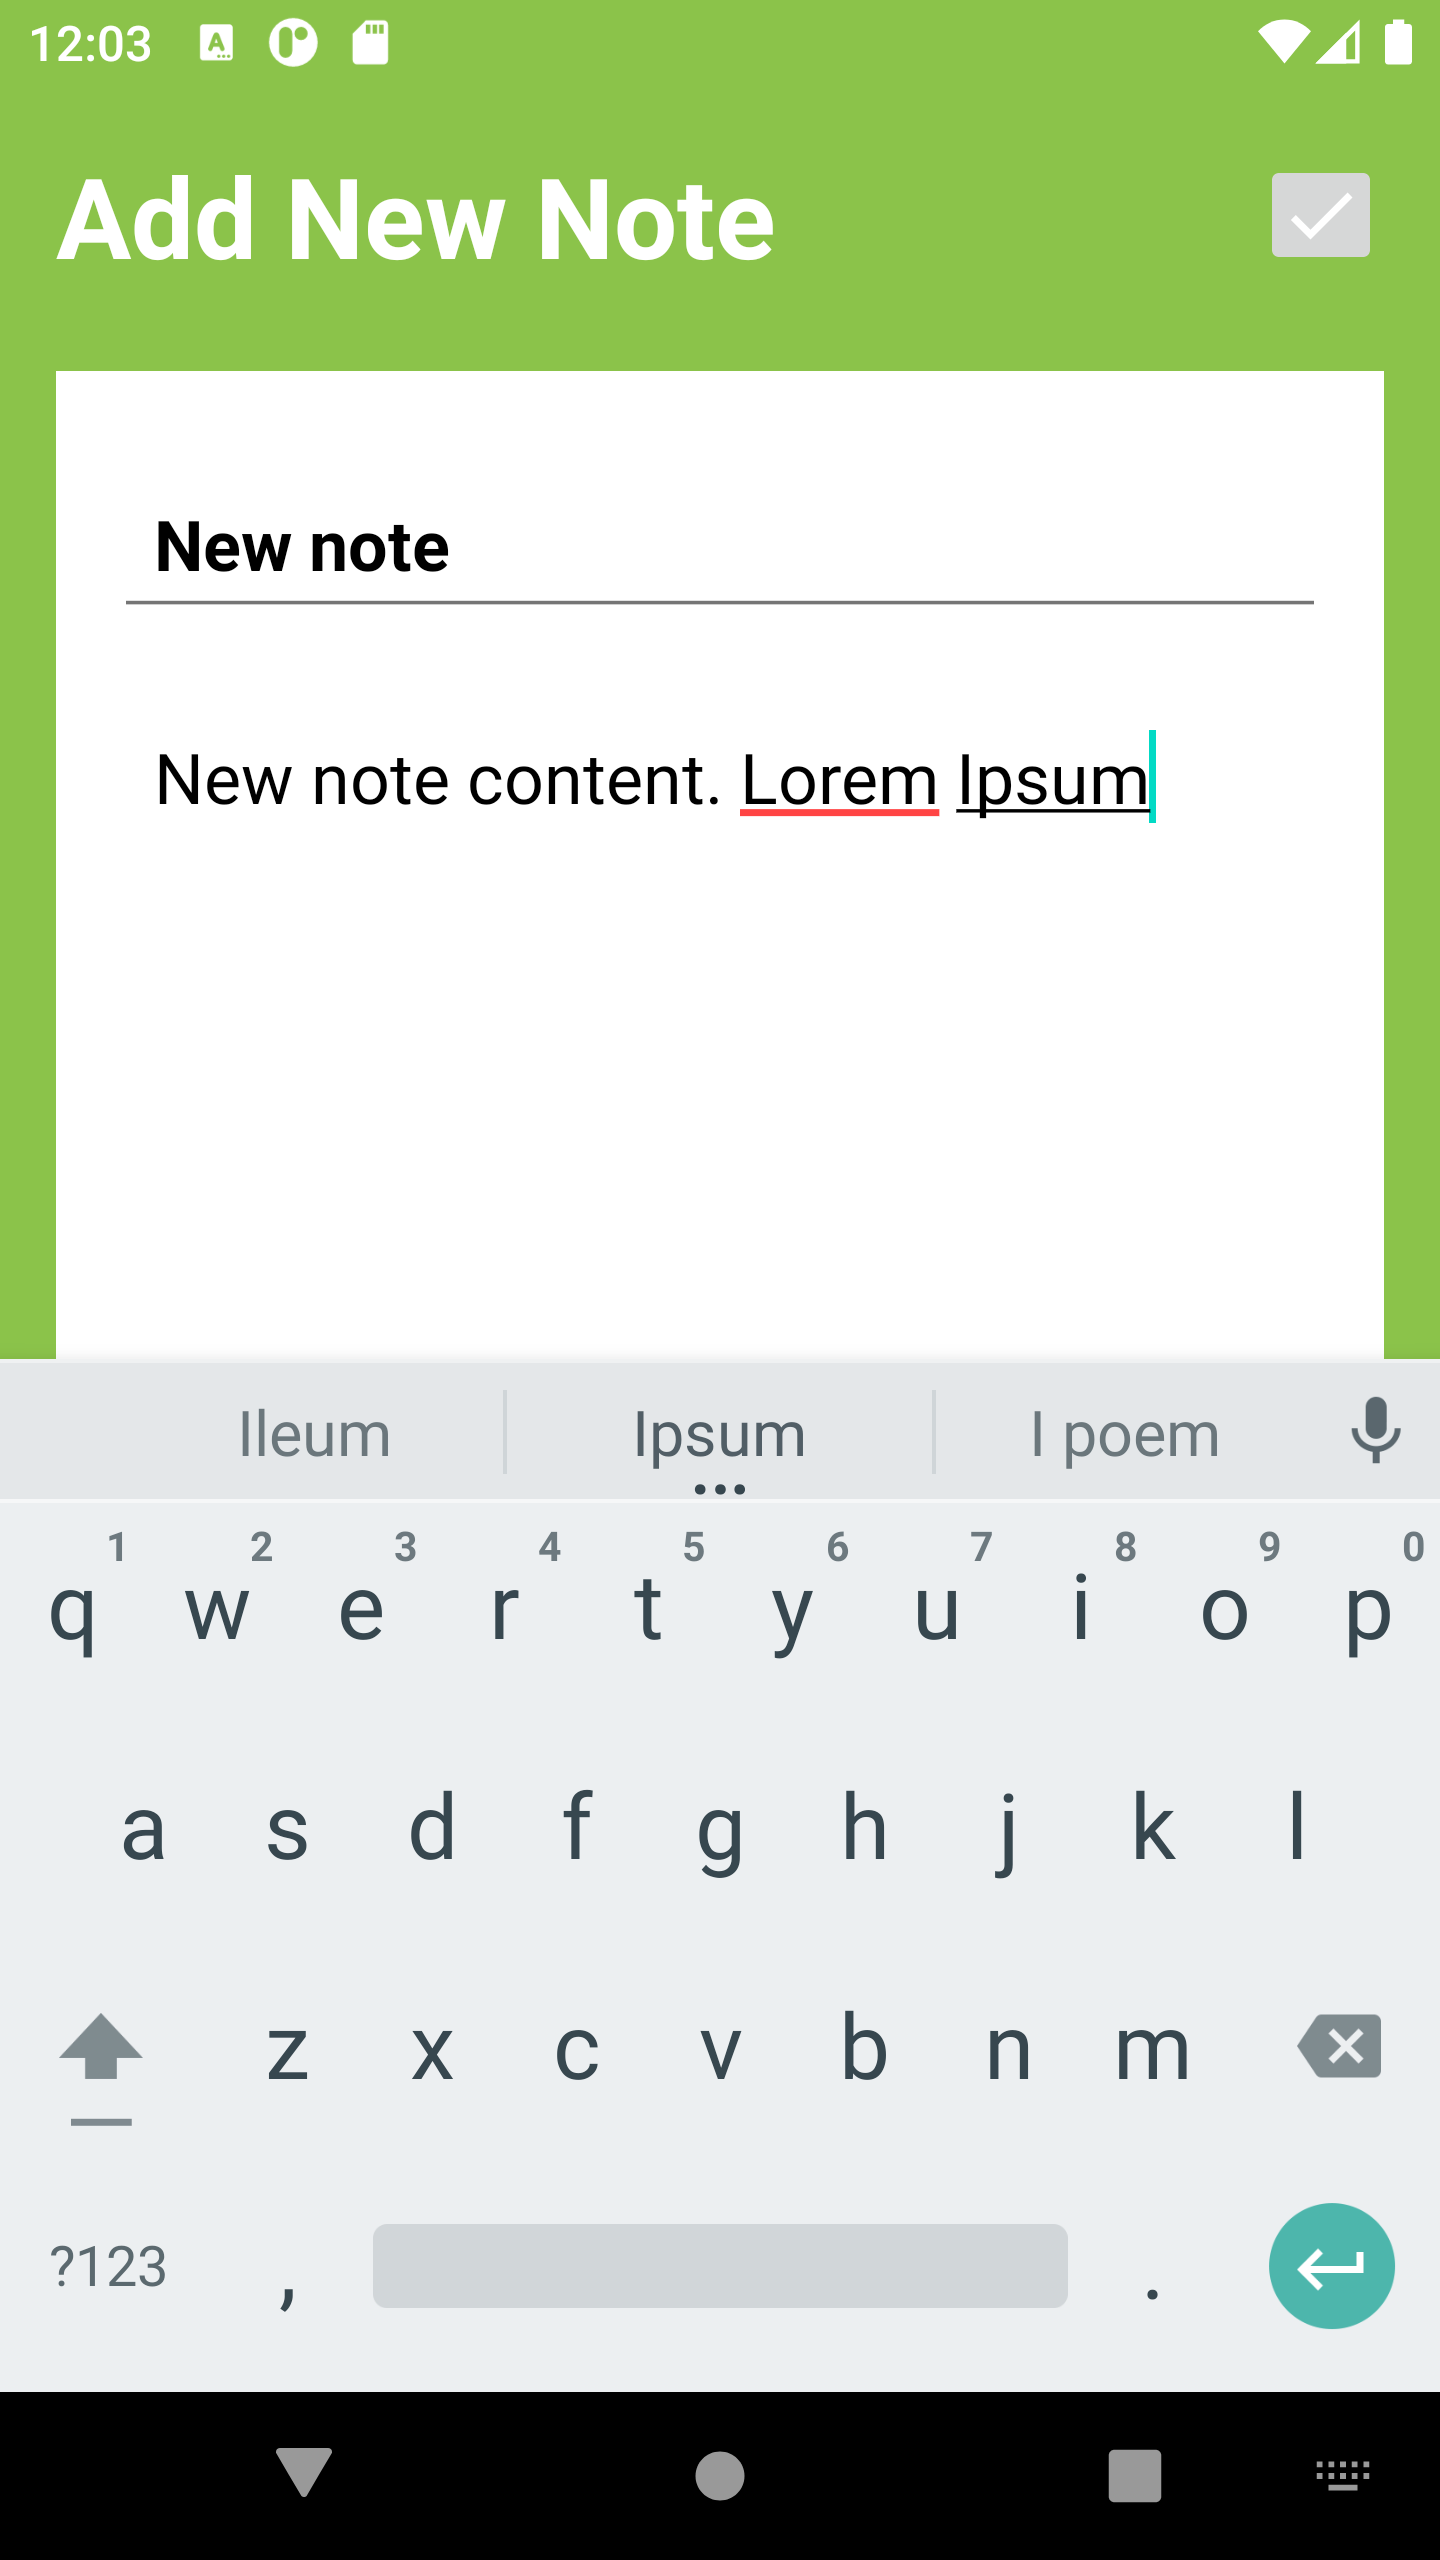 12:03
Add New Note
New note
New note content. Lorem Ipsum
Ileum Ipsum I poem
1 2 3 4 5 6 7 8 9 0
q w e r t y u i o p
a s d f g h j k l
z x c v b n m
?123 , .